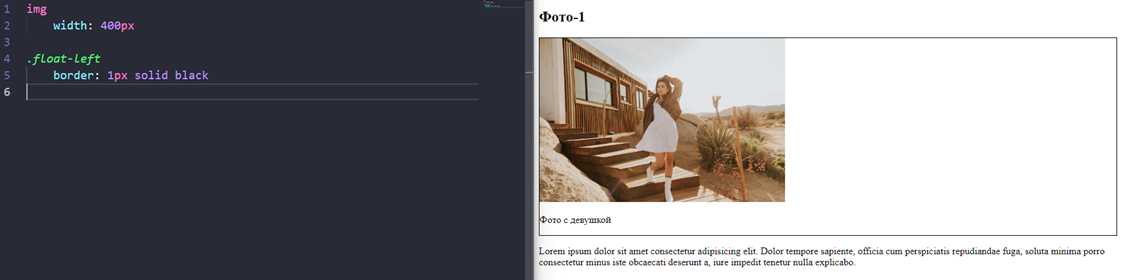 1 img
2 width: 400px
3
4 .float-left
5 border: 1px solid black
6
Фото-1
Фото с девушкой
Lorem ipsum dolor sit amet consectetur adipisicing elit. Dolor tempore sapiente, officia cum perspiciatis repudiandae fuga, soluta minima porro
consectetur minus iste obcaecati deserunt a, iure impedit tenetur nulla explicabo.